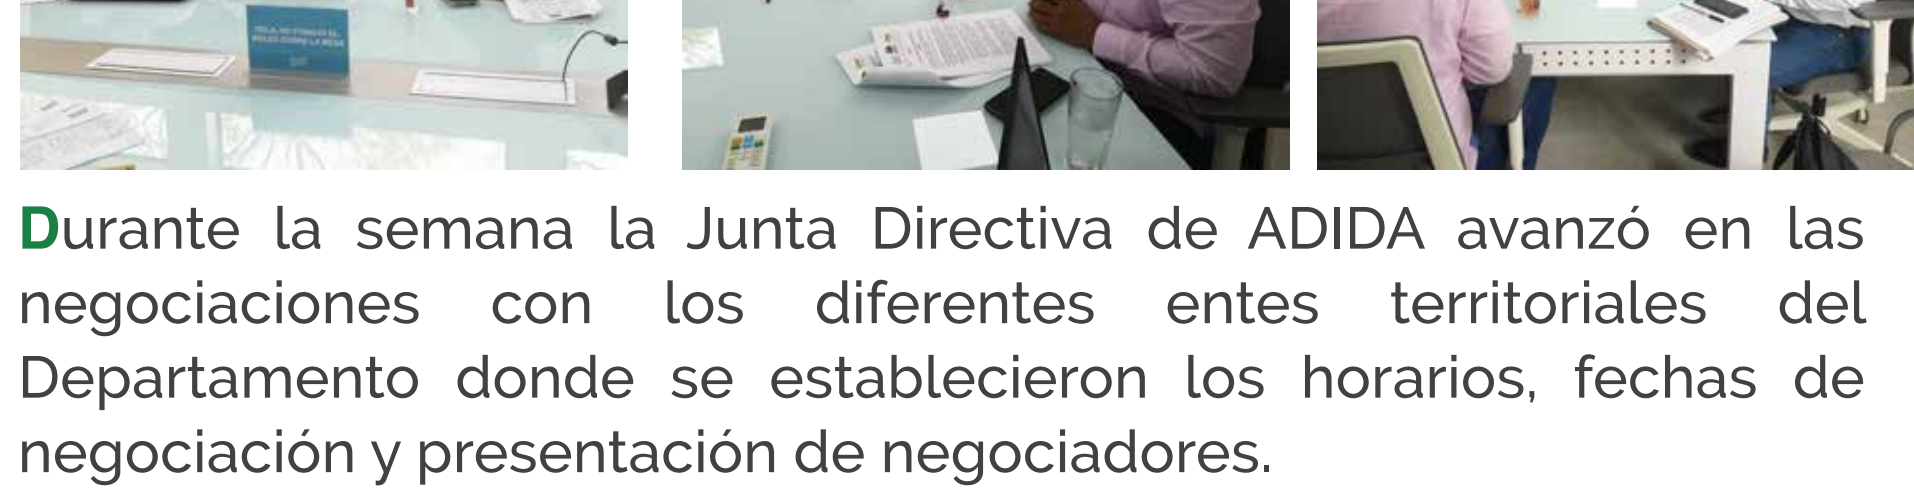 Durante la semana la Junta Directiva de ADIDA avanzó en las
negociaciones con los diferentes entes territoriales del
Departamento donde se establecieron los horarios, fechas de
negociación y presentación de negociadores.